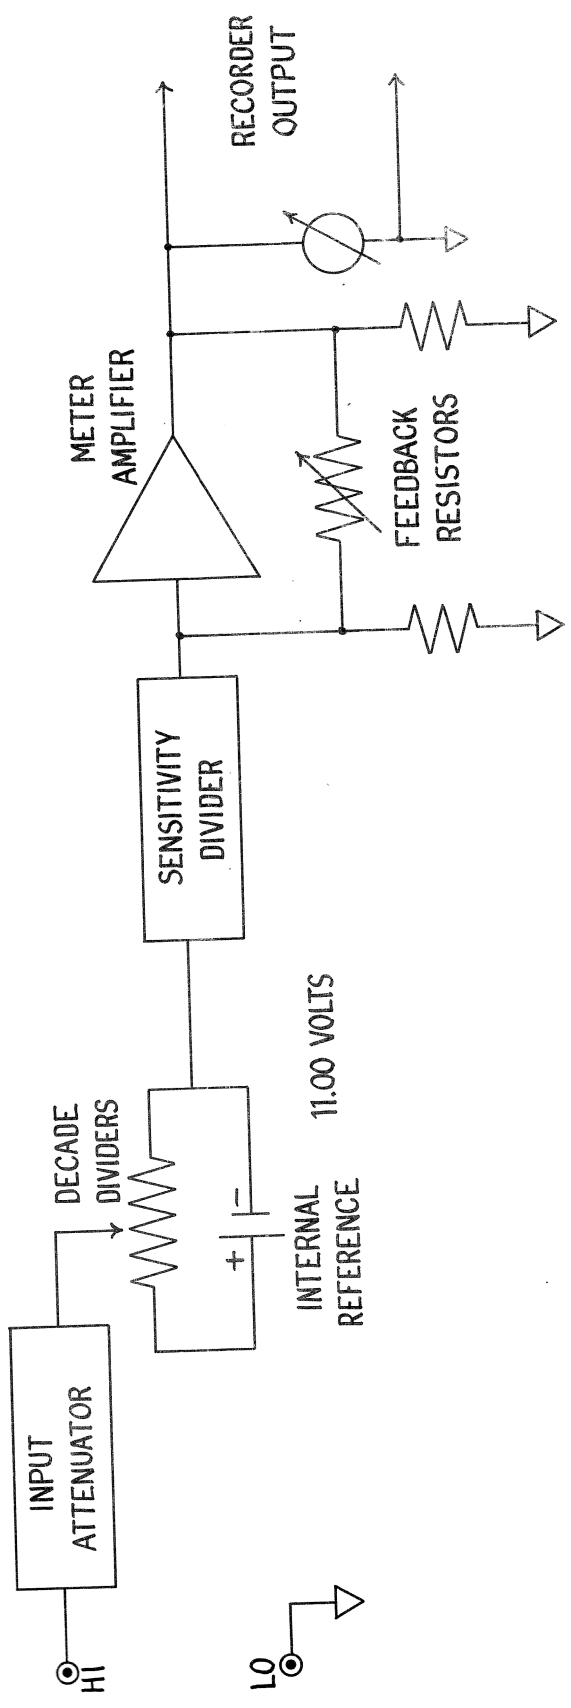 HI
LO
INPUT
ATTENUATOR
DECADE
DIVIDERS
+
-
INTERNAL
REFERENCE
11.00 VOLTS
SENSITIVITY
DIVIDER
METER
AMPLIFIER
FEEDBACK
RESISTORS
RECORDER
OUTPUT